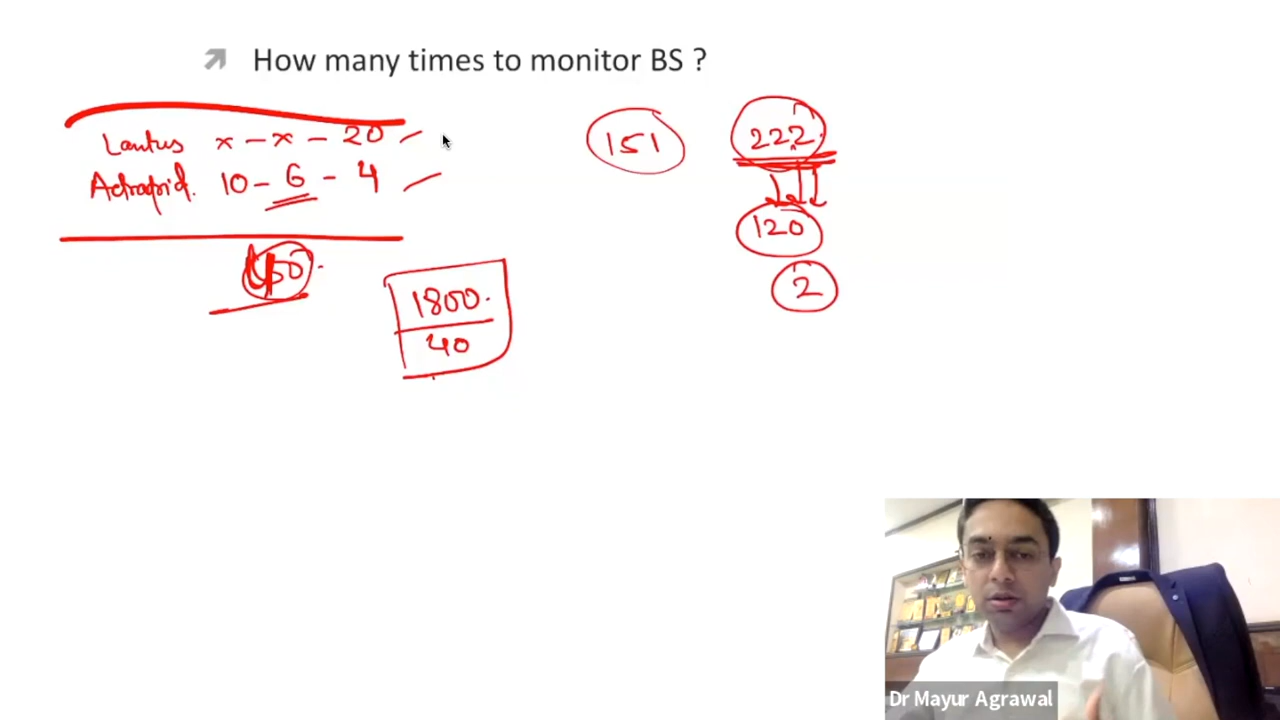 How many times to monitor BS ?
Lantus x - x - 20
Actrapid. 10 - 6 - 4
1800.
40
151
222
120
2
Dr Mayur Agrawal